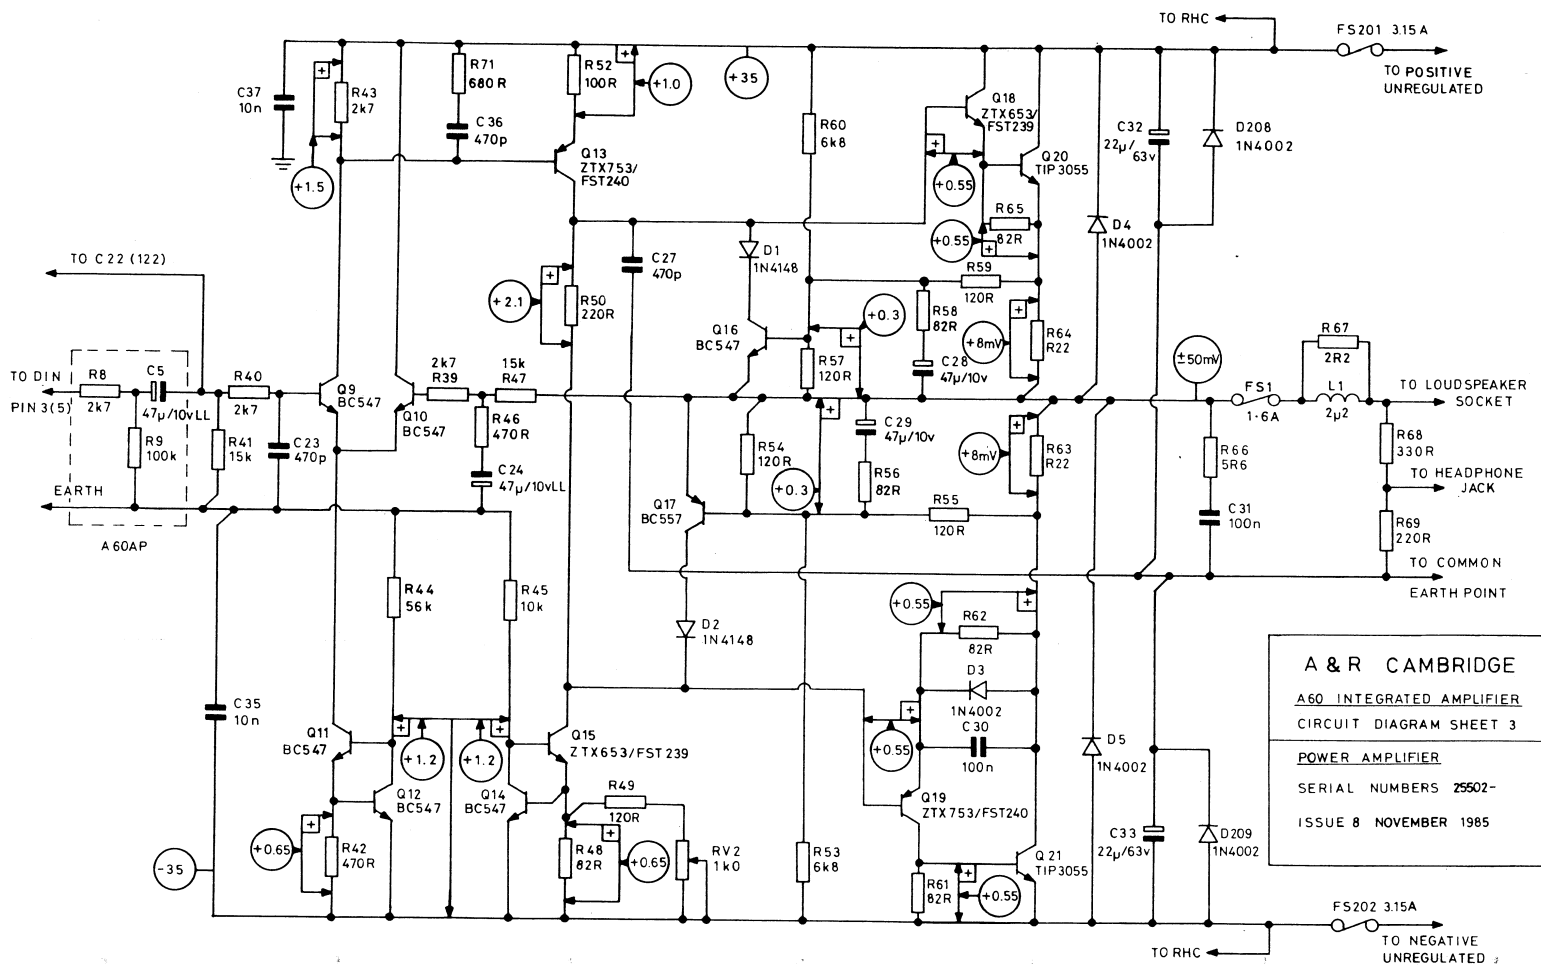 TO RHC
FS201 3.15A
TO POSITIVE
UNREGULATED
C37
10n
R43
2k7
+1.5
R71
680R
C36
470p
R52
100R
+1.0
+35
Q13
ZTX753/
FST240
R60
6k8
Q18
ZTX653/
FST239
+0.55
Q20
TIP3055
R65
82R
+0.55
D4
1N4002
C32
22µ/
63v
D208
1N4002
TO C22 (122)
C27
470p
D1
1N4148
R59
120R
+2.1
R50
220R
R58
82R
+0.3
Q16
BC547
R57
120R
C28
47µ/10v
+8mV
R64
R22
±50mV
R67
2R2
TO DIN
PIN 3(5)
R8
2k7
C5
47µ/10vLL
R40
2k7
Q9
BC547
Q10
BC547
2k7
R39
15k
R47
FS1
1·6A
L1
2µ2
TO LOUDSPEAKER
SOCKET
R9
100k
R41
15k
C23
470p
R46
470R
C24
47µ/10vLL
R54
120R
C29
47µ/10v
R56
82R
+0.3
+8mV
R63
R22
R66
5R6
R68
330R
TO HEADPHONE
JACK
EARTH
A60AP
Q17
BC557
R55
120R
C31
100n
R69
220R
TO COMMON
EARTH POINT
R44
56k
R45
10k
D2
1N4148
+0.55
R62
82R
D3
1N4002
C30
100n
+0.55
C35
10n
Q11
BC547
+1.2
+1.2
Q15
ZTX653/FST239
D5
1N4002
Q12
BC547
Q14
BC547
R49
120R
Q19
ZTX753/FST240
+0.65
R42
470R
R48
82R
+0.65
RV2
1k0
R53
6k8
R61
82R
+0.55
Q21
TIP3055
C33
22µ/63v
D209
1N4002
-35
A & R CAMBRIDGE
A60 INTEGRATED AMPLIFIER
CIRCUIT DIAGRAM SHEET 3
POWER AMPLIFIER
SERIAL NUMBERS 25502-
ISSUE 8 NOVEMBER 1985
TO RHC
FS202 3.15A
TO NEGATIVE
UNREGULATED